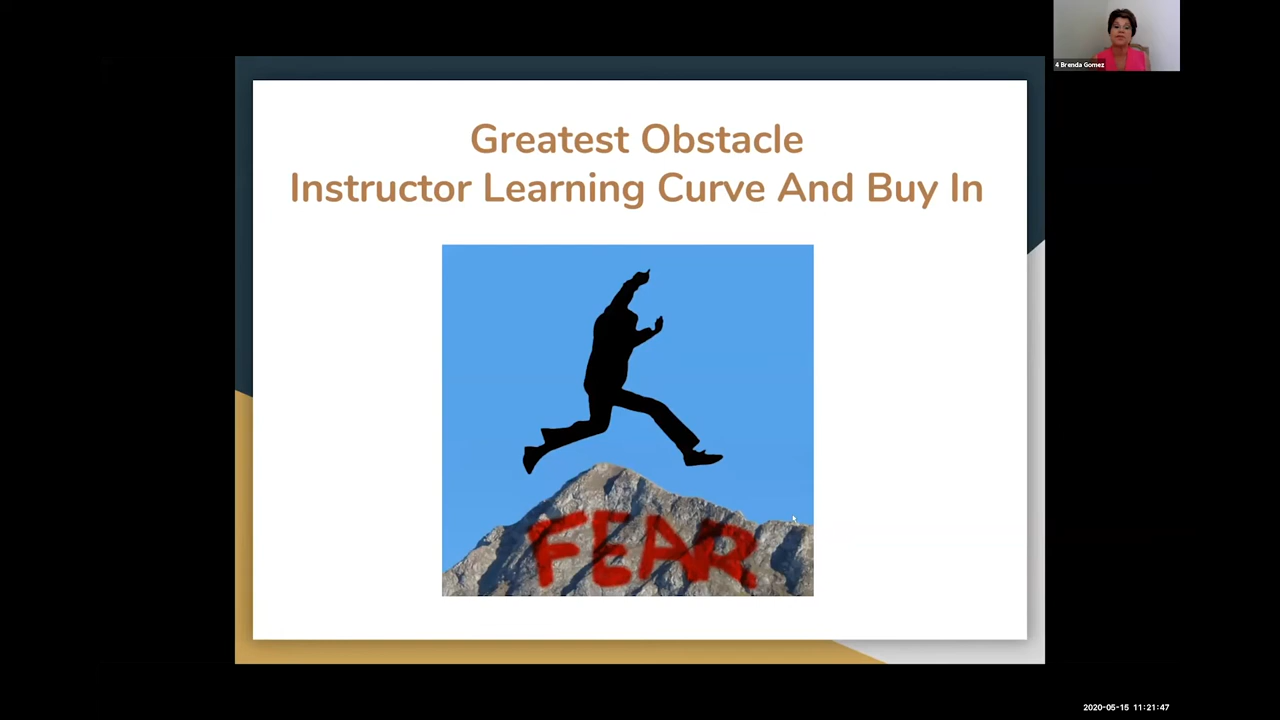 4 Brenda Gomez
Greatest Obstacle
Instructor Learning Curve And Buy In
FEAR
2020-05-15 11:21:47